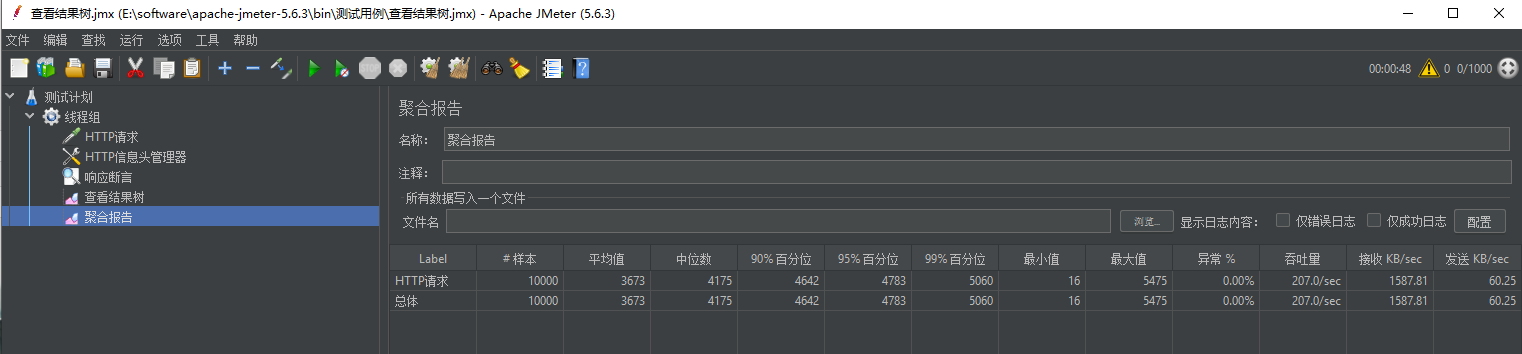 查看结果树.jmx (E:\software\apache-jmeter-5.6.3\bin\测试用例\查看结果树.jmx) - Apache JMeter (5.6.3)
文件 编辑 查找 运行 选项 工具 帮助
STOP 00:00:48 0 0/1000
测试计划
线程组
HTTP请求
HTTP信息头管理器
响应断言
查看结果树
聚合报告
聚合报告
名称： 聚合报告
注释：
所有数据写入一个文件
文件名 浏览... 显示日志内容： 仅错误日志 仅成功日志 配置
Label # 样本 平均值 中位数 90% 百分位 95% 百分位 99% 百分位 最小值 最大值 异常 % 吞吐量 接收 KB/sec 发送 KB/sec
HTTP请求 10000 3673 4175 4642 4783 5060 16 5475 0.00% 207.0/sec 1587.81 60.25
总体 10000 3673 4175 4642 4783 5060 16 5475 0.00% 207.0/sec 1587.81 60.25